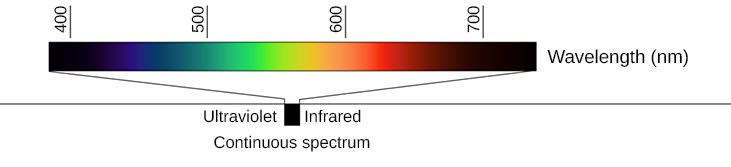 400 500 600 700
Wavelength (nm)
Ultraviolet Infrared
Continuous spectrum